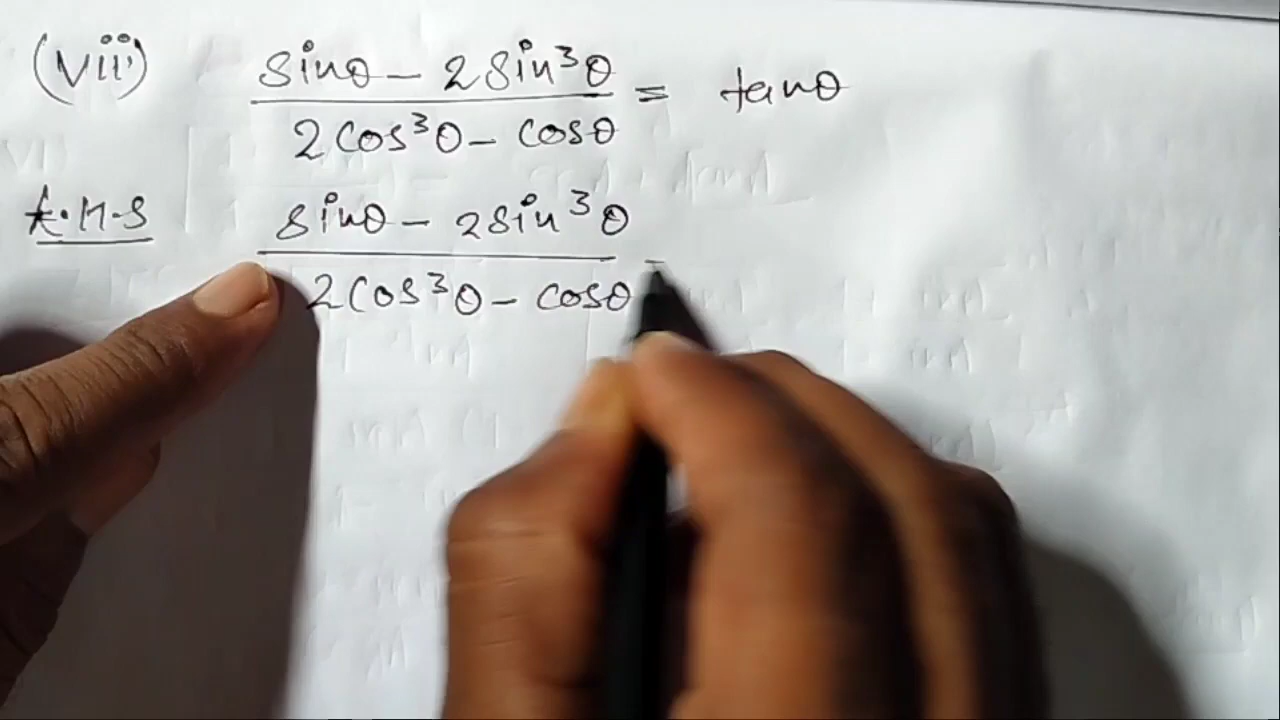 (vii) sinθ - 2sin³θ / 2cos³θ - cosθ = tanθ
L.H.S sinθ - 2sin³θ / 2cos³θ - cosθ =